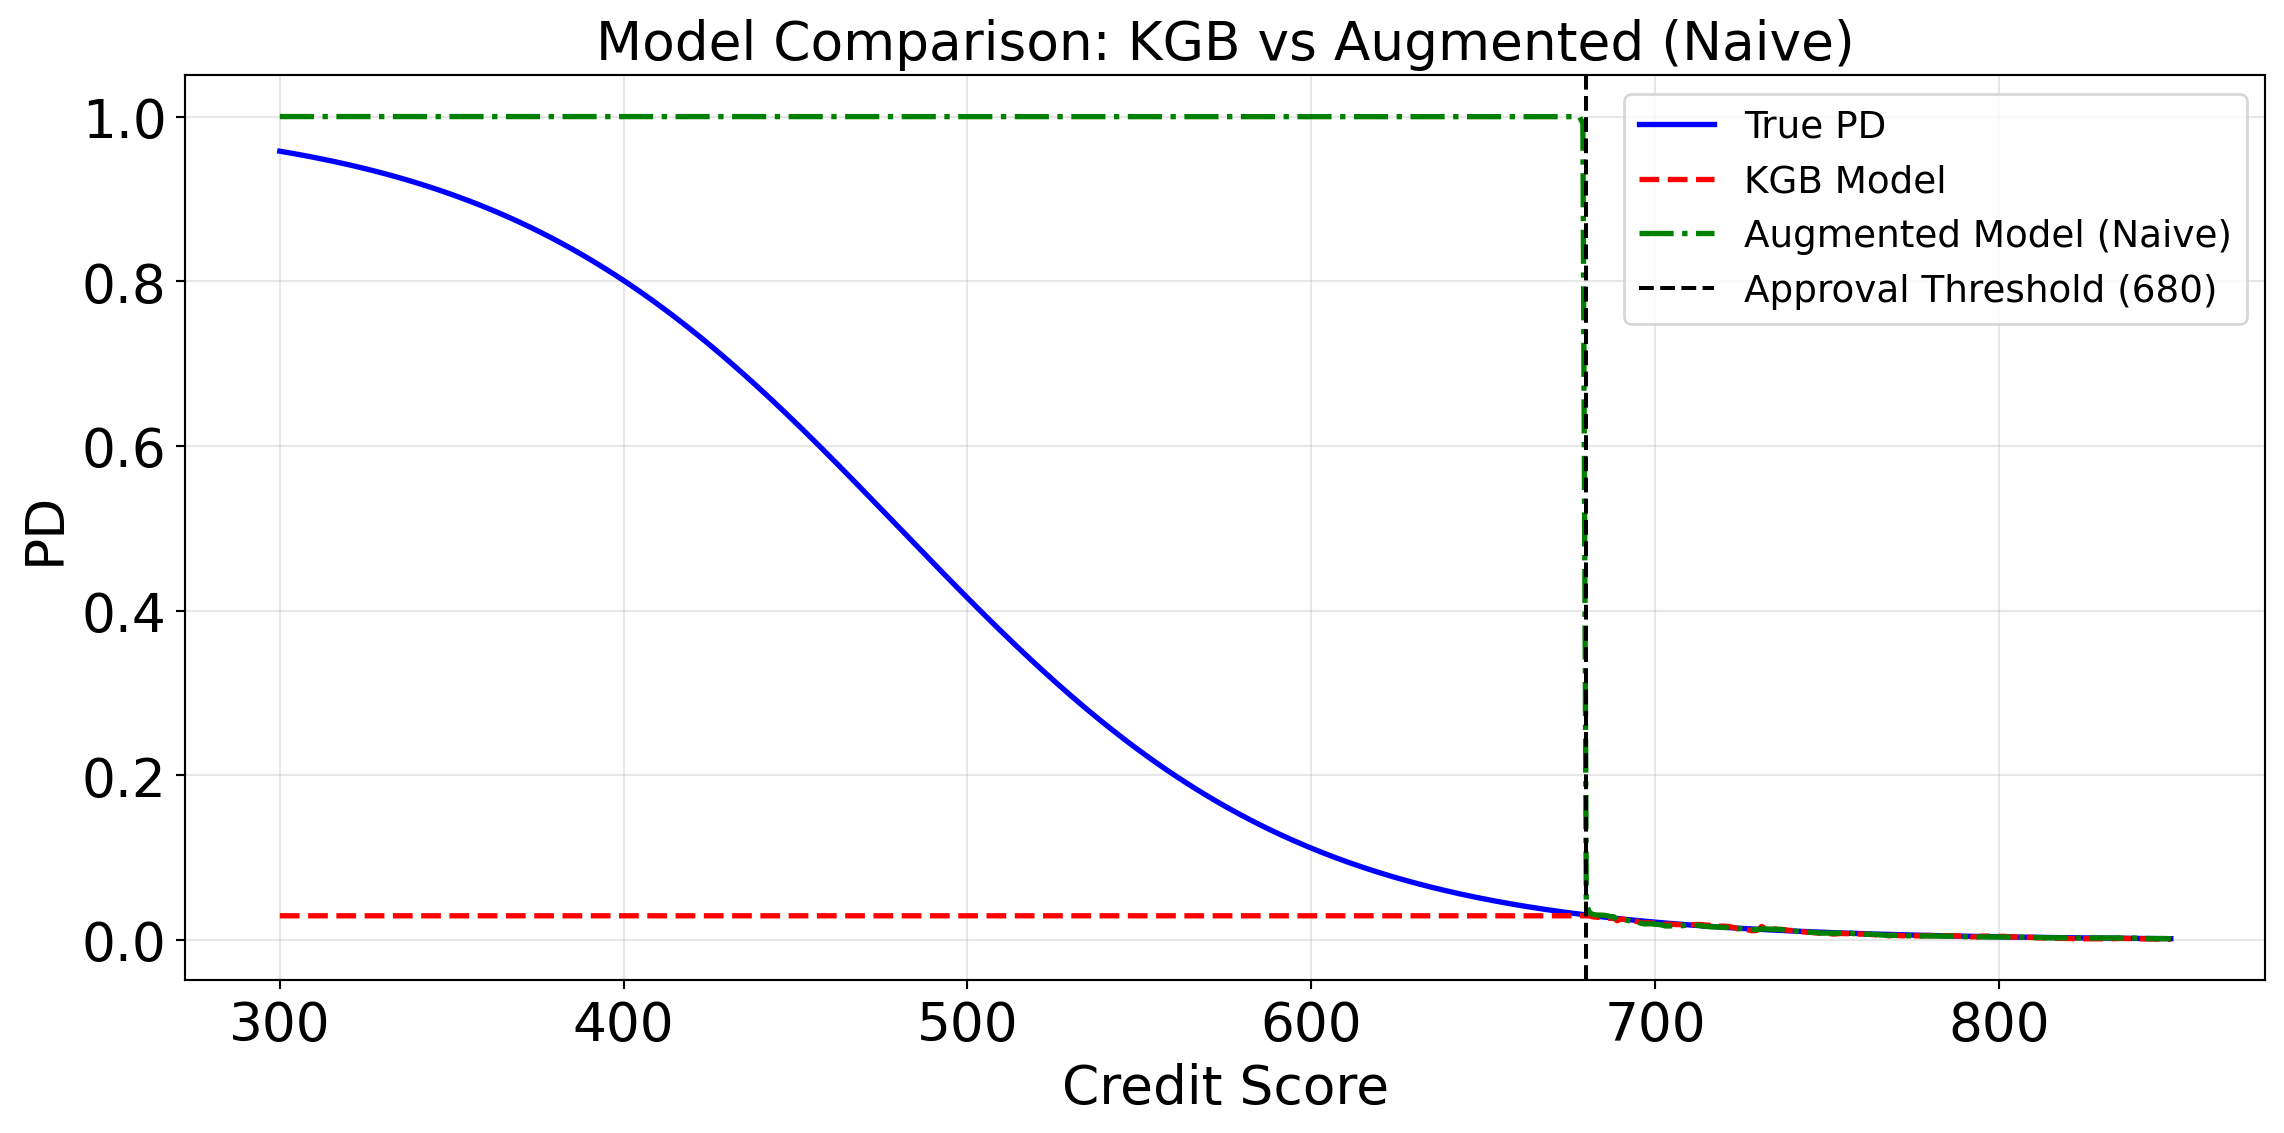 Model Comparison: KGB vs Augmented (Naive)
True PD
KGB Model
Augmented Model (Naive)
Approval Threshold (680)
PD
1.0
0.8
0.6
0.4
0.2
0.0
300 400 500 600 700 800
Credit Score